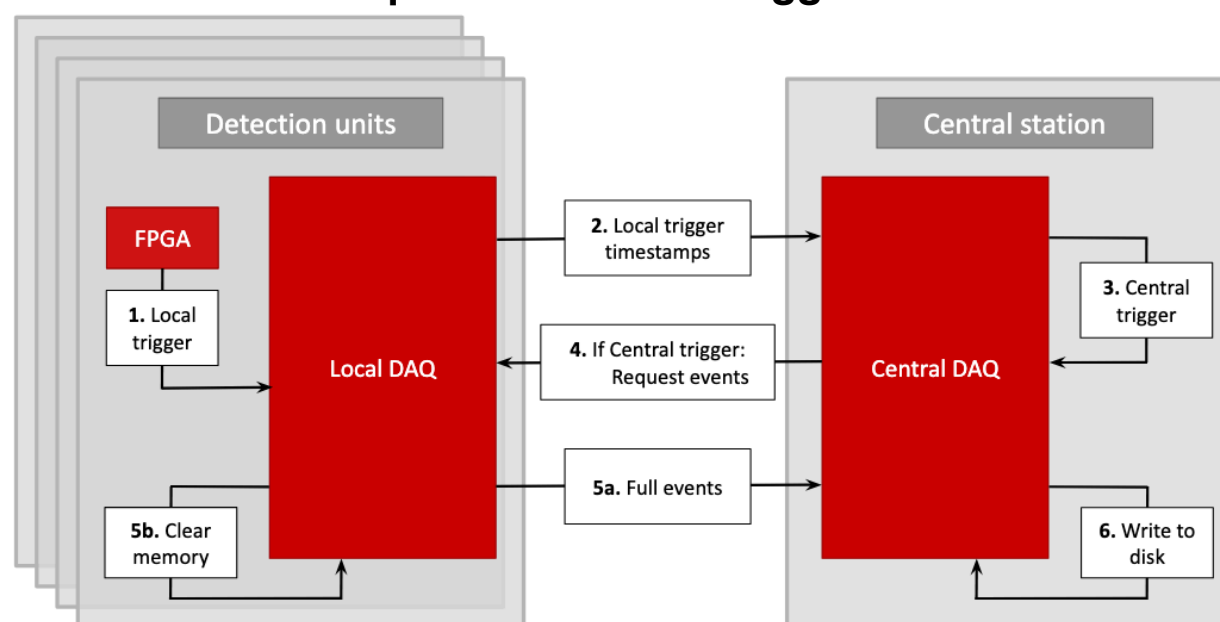 Detection units
Central station
FPGA
1. Local
trigger
Local DAQ
2. Local trigger
timestamps
3. Central
trigger
4. If Central trigger:
Request events
Central DAQ
5a. Full events
5b. Clear
memory
6. Write to
disk